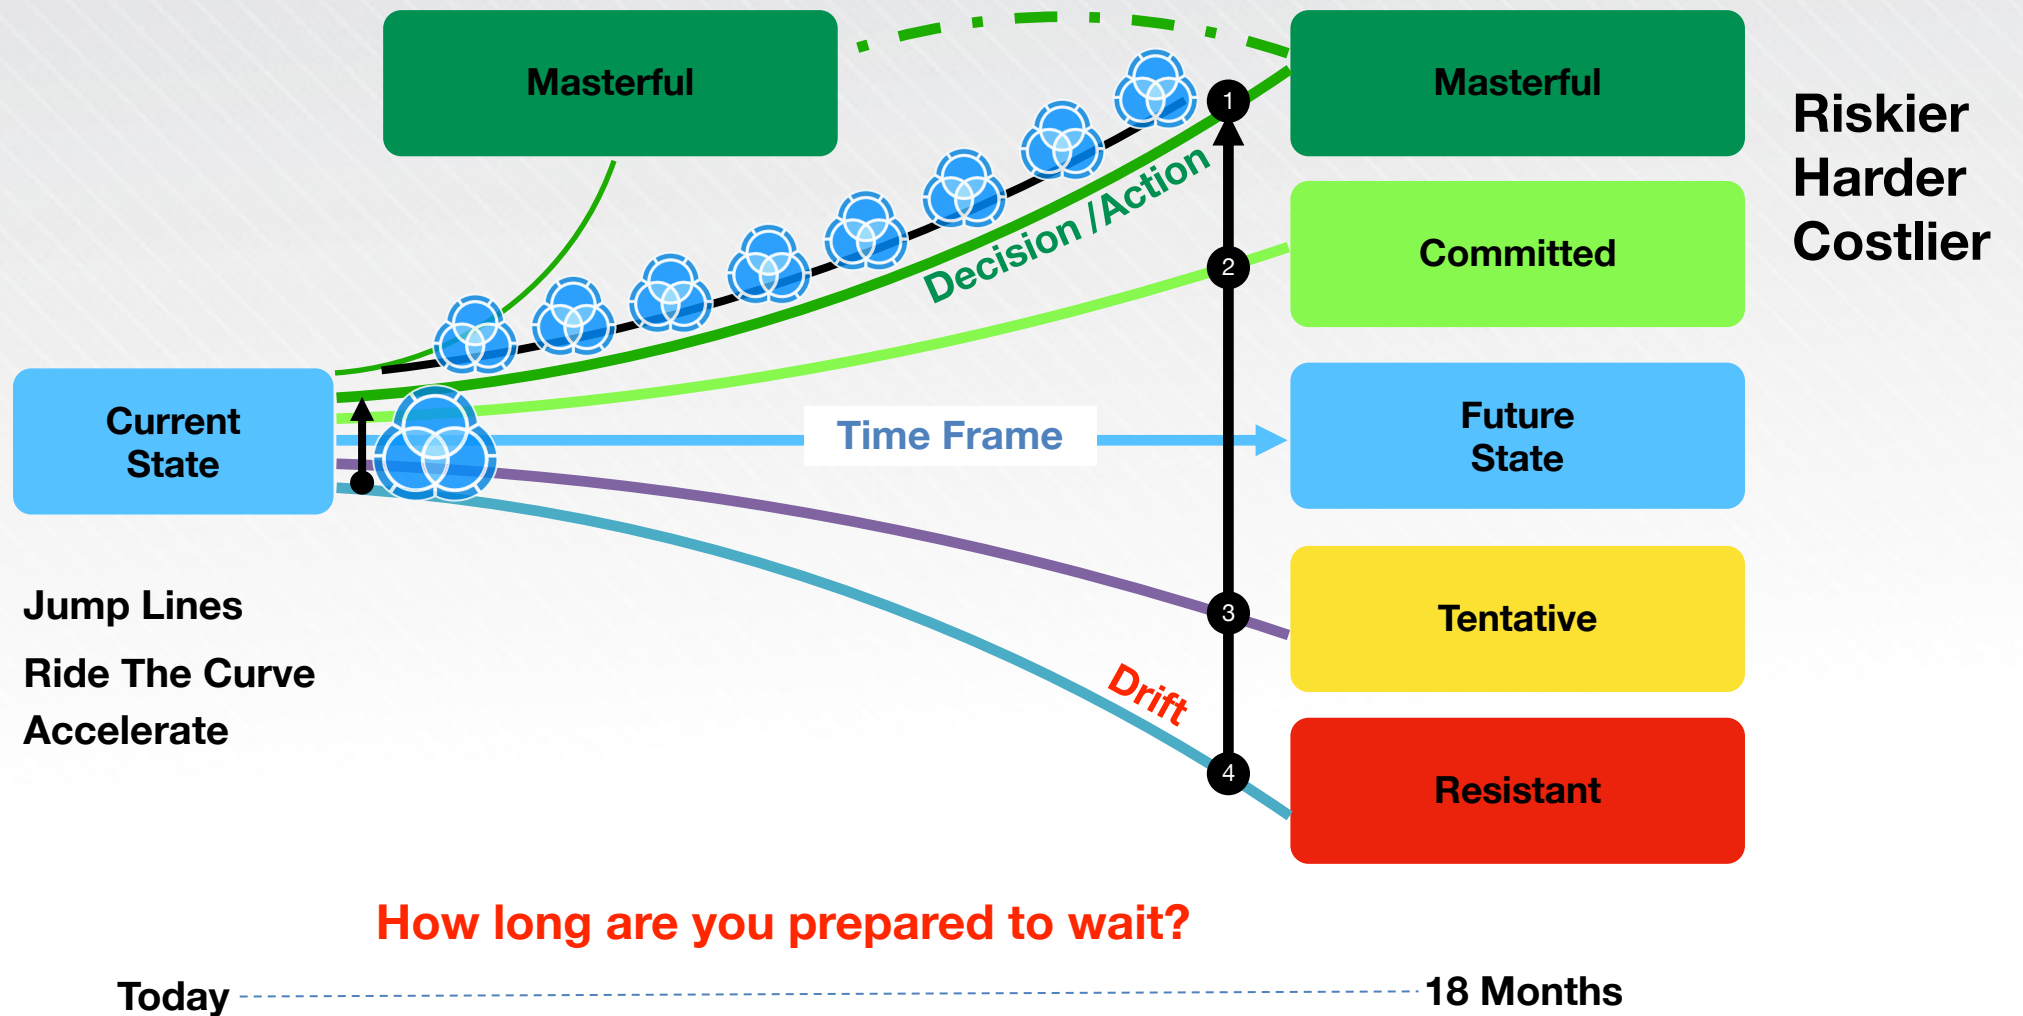 Masterful
Masterful
Riskier
Harder
Costlier
1
Decision /Action
Committed
2
Current
State
Time Frame
Future
State
Jump Lines
Ride The Curve
Accelerate
3
Tentative
Drift
4
Resistant
How long are you prepared to wait?
Today
18 Months